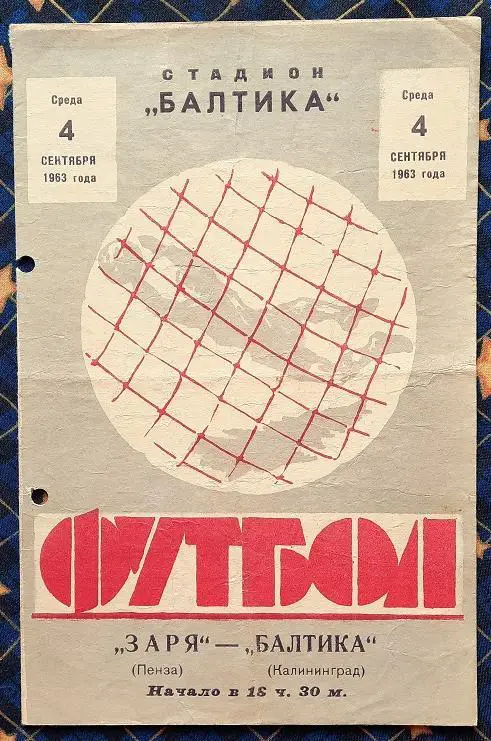 СТАДИОН
„БАЛТИКА“
Среда
4
СЕНТЯБРЯ
1963 года
Среда
4
СЕНТЯБРЯ
1963 года
ФУТБОЛ
„ЗАРЯ“ — „БАЛТИКА“
(Пенза) (Калининград)
Начало в 18 ч. 30 м.